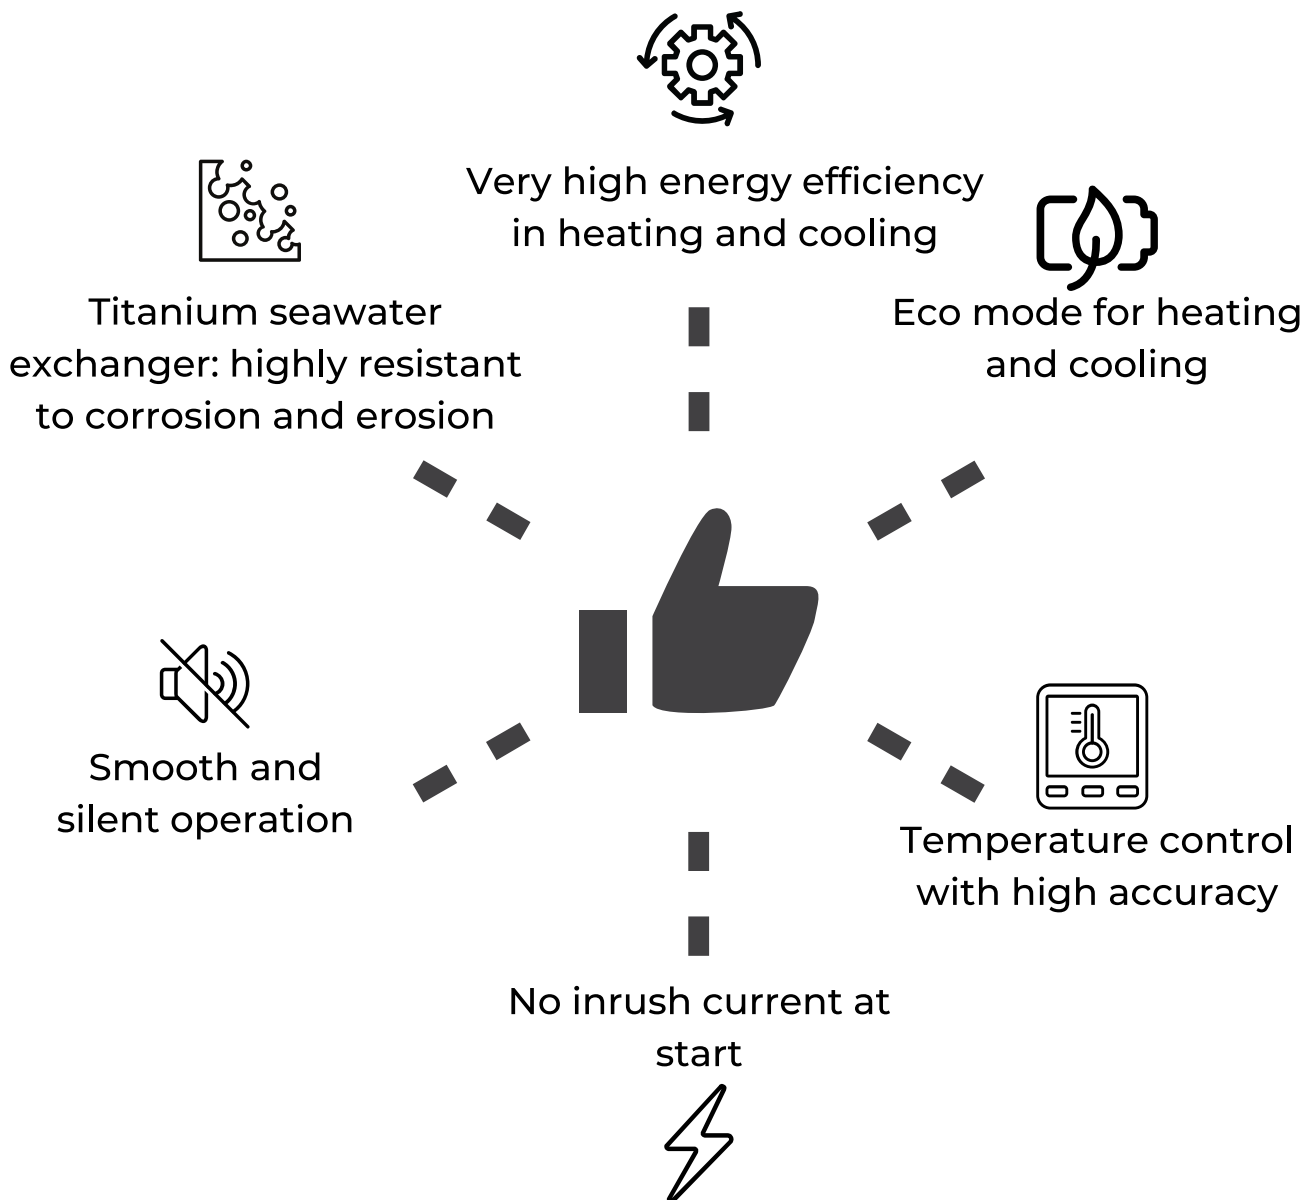 Very high energy efficiency
in heating and cooling
Titanium seawater
exchanger: highly resistant
to corrosion and erosion
Eco mode for heating
and cooling
Smooth and
silent operation
Temperature control
with high accuracy
No inrush current at
start